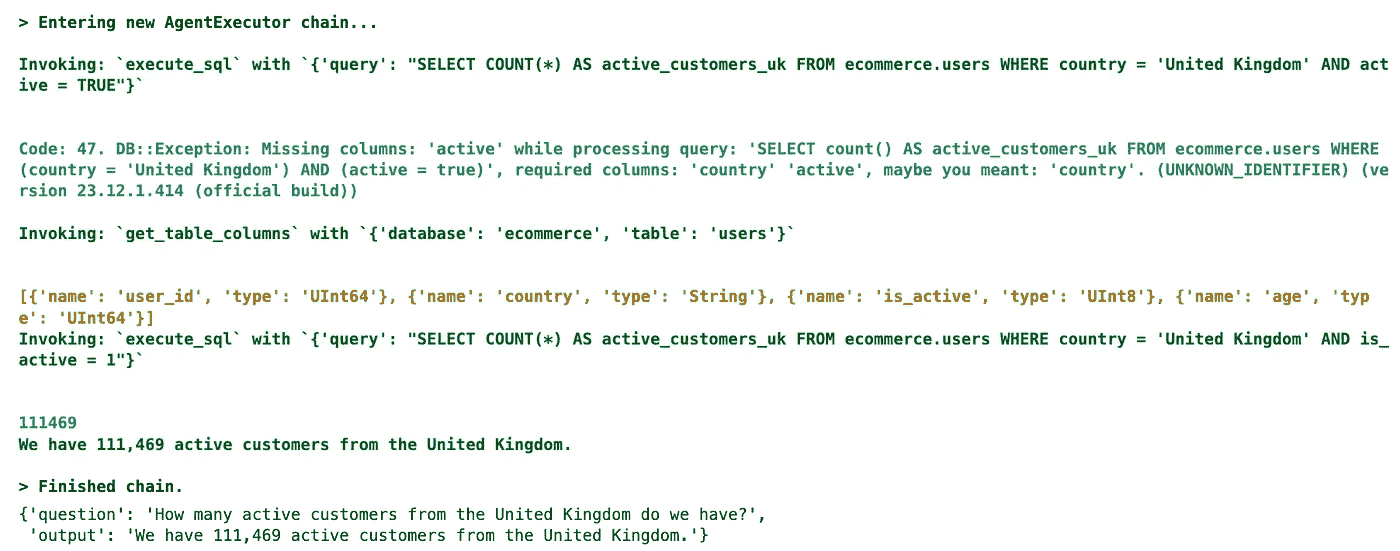 > Entering new AgentExecutor chain...
Invoking: `execute_sql` with `{'query': "SELECT COUNT(*) AS active_customers_uk FROM ecommerce.users WHERE country = 'United Kingdom' AND act
ive = TRUE"}`
Code: 47. DB::Exception: Missing columns: 'active' while processing query: 'SELECT count() AS active_customers_uk FROM ecommerce.users WHERE
(country = 'United Kingdom') AND (active = true)', required columns: 'country' 'active', maybe you meant: 'country'. (UNKNOWN_IDENTIFIER) (ve
rsion 23.12.1.414 (official build))
Invoking: `get_table_columns` with `{'database': 'ecommerce', 'table': 'users'}`
[{'name': 'user_id', 'type': 'UInt64'}, {'name': 'country', 'type': 'String'}, {'name': 'is_active', 'type': 'UInt8'}, {'name': 'age', 'typ
e': 'UInt64'}]
Invoking: `execute_sql` with `{'query': "SELECT COUNT(*) AS active_customers_uk FROM ecommerce.users WHERE country = 'United Kingdom' AND is_
active = 1"}`
111469
We have 111,469 active customers from the United Kingdom.
> Finished chain.
{'question': 'How many active customers from the United Kingdom do we have?',
 'output': 'We have 111,469 active customers from the United Kingdom.'}